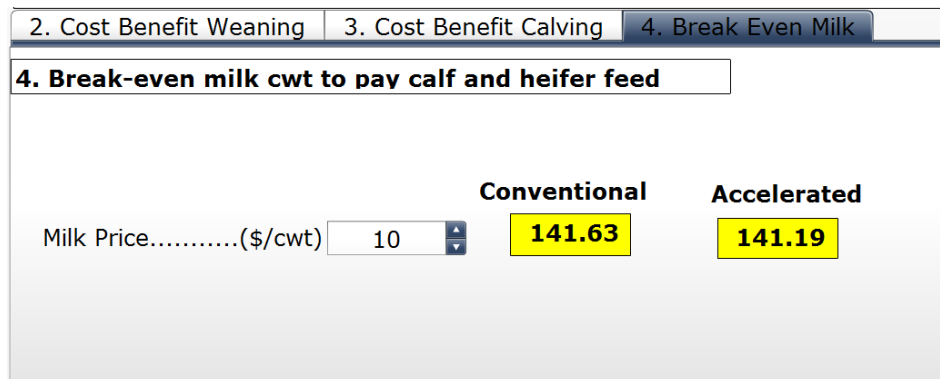 2. Cost Benefit Weaning 3. Cost Benefit Calving 4. Break Even Milk
4. Break-even milk cwt to pay calf and heifer feed
Conventional Accelerated
Milk Price...........($/cwt) 10 141.63 141.19